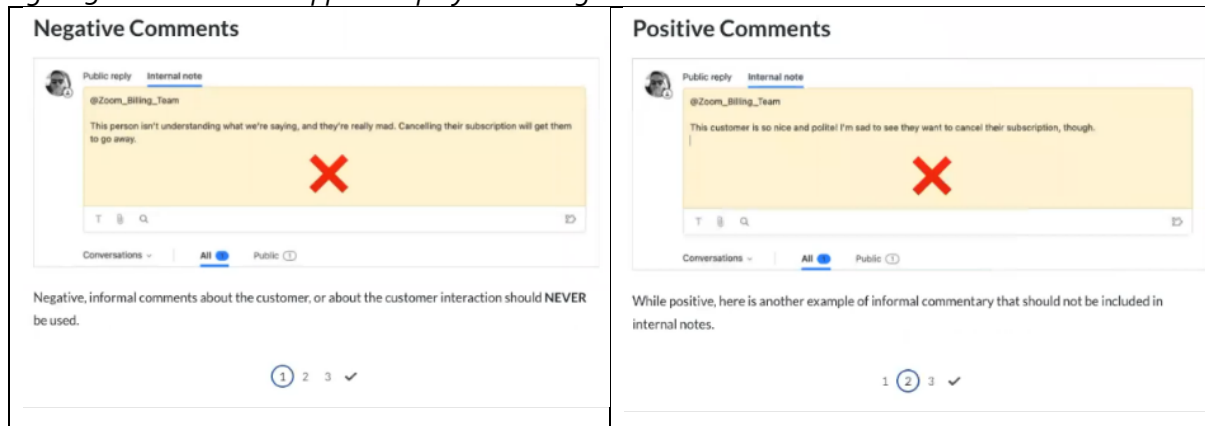 Negative Comments
Public reply Internal note
@Zoom_Billing_Team
This person isn't understanding what we're saying, and they're really mad. Cancelling their subscription will get them
to go away.
Conversations
All 1
Public 1
Negative, informal comments about the customer, or about the customer interaction should NEVER
be used.
1 2 3
Positive Comments
Public reply Internal note
@Zoom_Billing_Team
This customer is so nice and polite! I'm sad to see they want to cancel their subscription, though.
Conversations
All 1
Public 1
While positive, here is another example of informal commentary that should not be included in
internal notes.
1 2 3